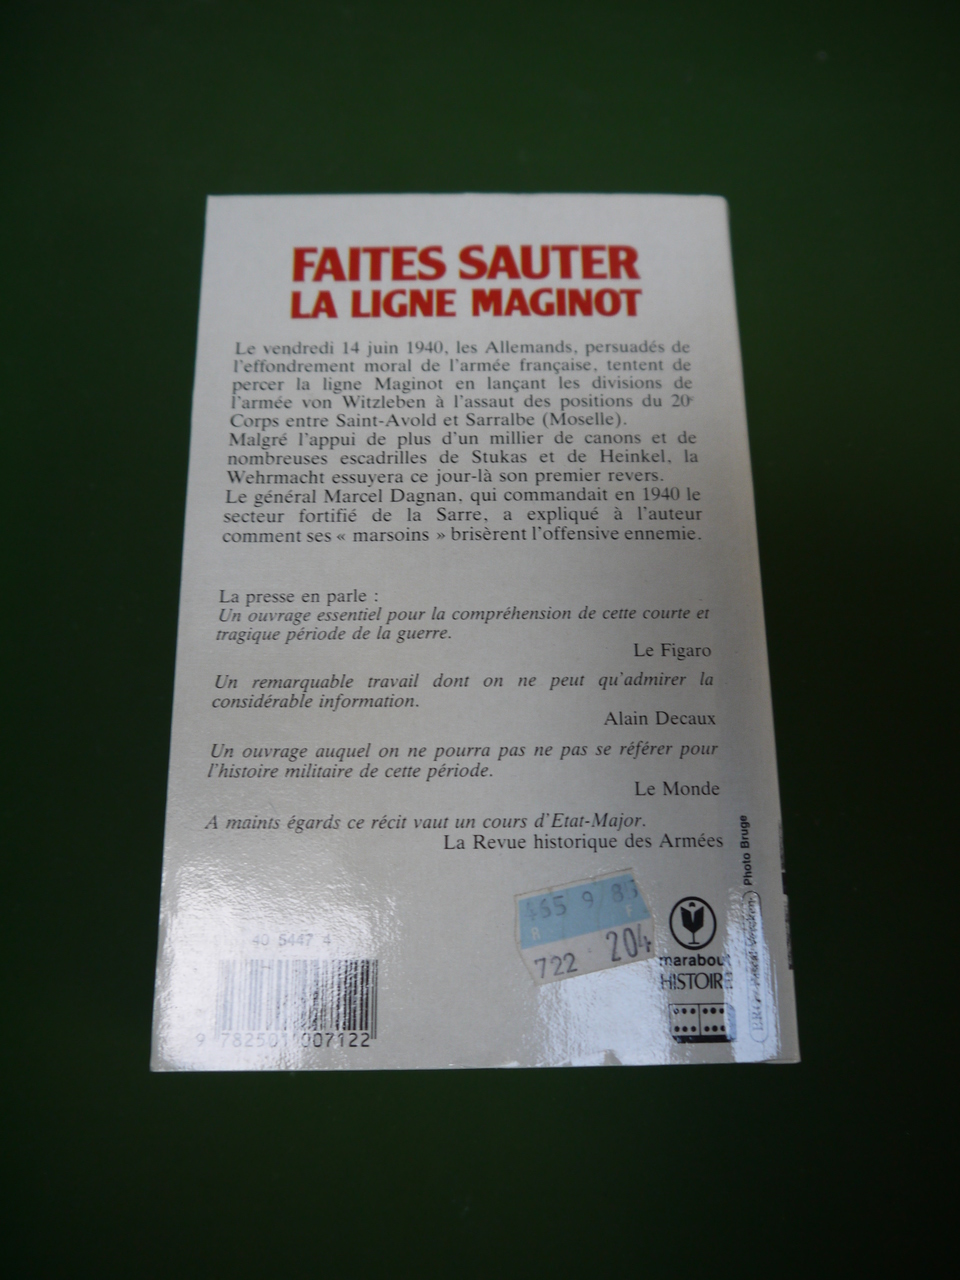 FAITES SAUTER
LA LIGNE MAGINOT
Le vendredi 14 juin 1940, les Allemands, persuadés de
l'effondrement moral de l'armée française, tentent de
percer la ligne Maginot en lançant les divisions de
l'armée von Witzleben à l'assaut des positions du 20e
Corps entre Saint-Avold et Sarralbe (Moselle).
Malgré l'appui de plus d'un millier de canons et de
nombreuses escadrilles de Stukas et de Heinkel, la
Wehrmacht essuyera ce jour-là son premier revers.
Le général Marcel Dagnan, qui commandait en 1940 le
secteur fortifié de la Sarre, a expliqué à l'auteur
comment ses « marsoins » brisèrent l'offensive ennemie.
La presse en parle :
Un ouvrage essentiel pour la compréhension de cette courte et
tragique période de la guerre.
Le Figaro
Un remarquable travail dont on ne peut qu'admirer la
considérable information.
Alain Decaux
Un ouvrage auquel on ne pourra pas ne pas se référer pour
l'histoire militaire de cette période.
Le Monde
A maints égards ce récit vaut un cours d'Etat-Major.
La Revue historique des Armées
Photo Bruge
465 9 85
R F
722 204
marabout
HISTOIRE
40 5447 4
9 782501 007122